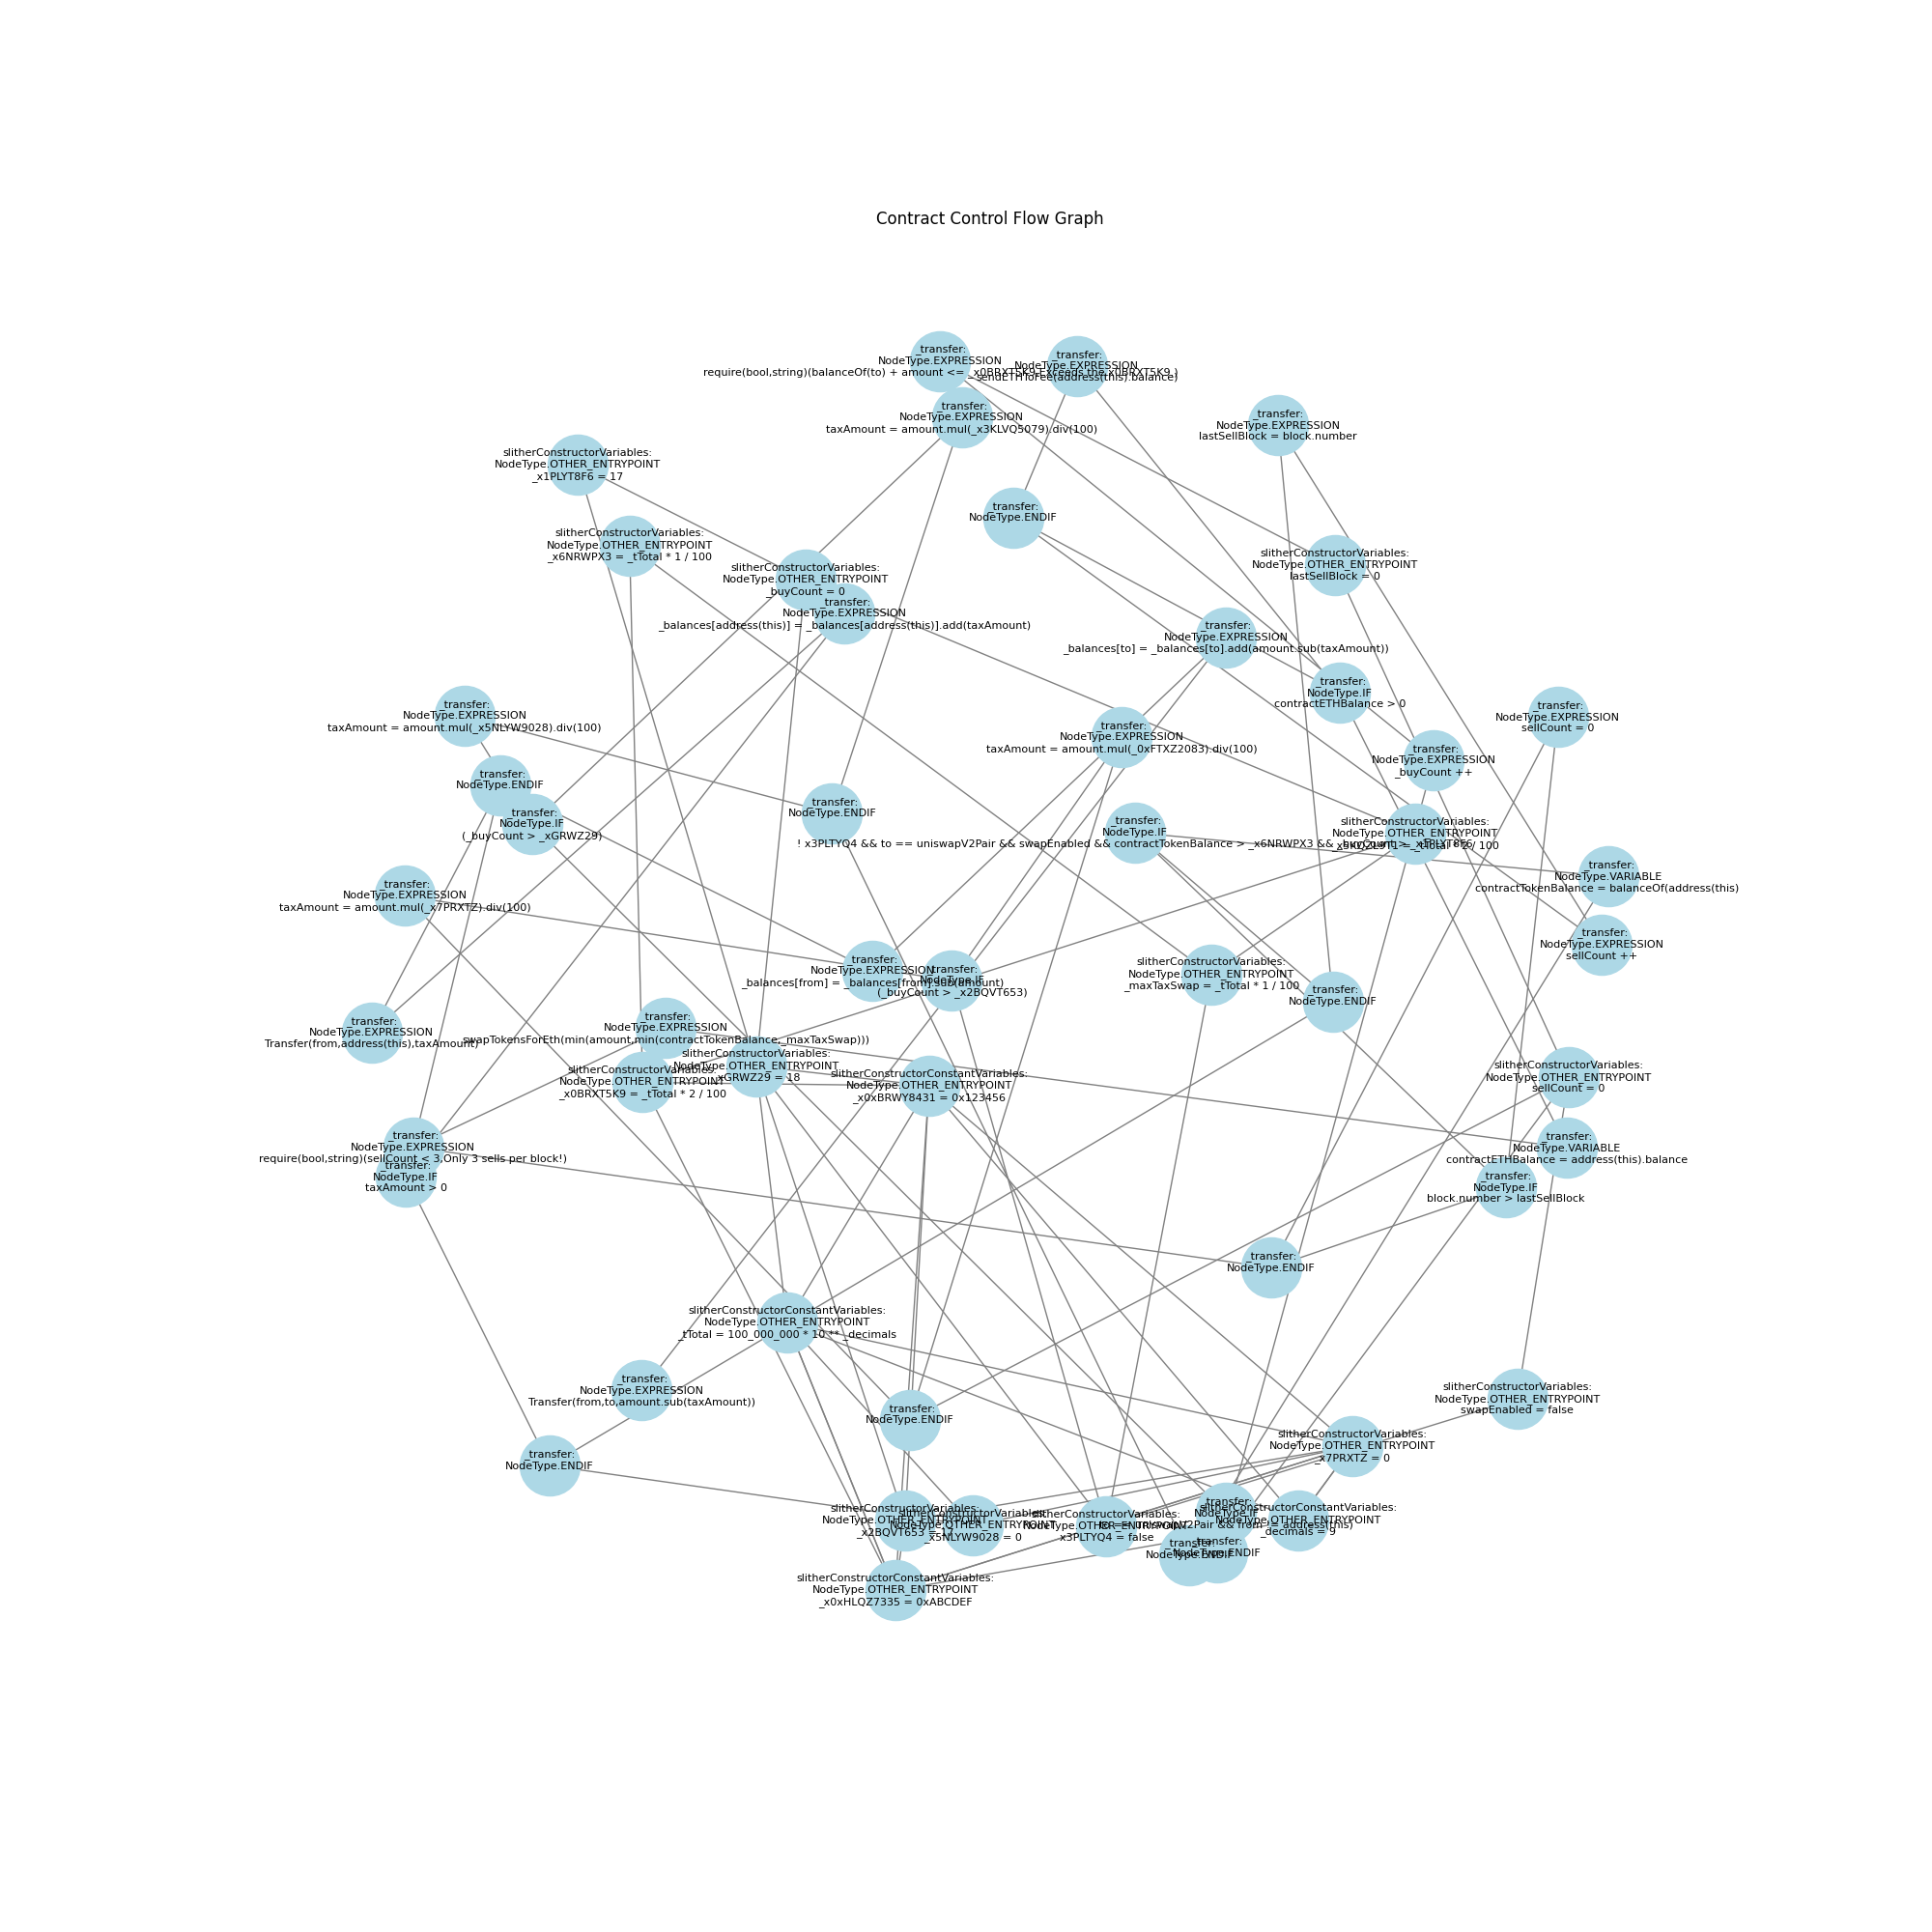 Contract Control Flow Graph
_transfer:
NodeType.EXPRESSION
require(bool,string)(balanceOf(to) + amount <= _x0BRXT5K9,Exceeds the x0BRXT5K9.)
_transfer:
NodeType.EXPRESSION
sendETHToFee(address(this).balance)
_transfer:
NodeType.EXPRESSION
taxAmount = amount.mul(_x3KLVQ5079).div(100)
_transfer:
NodeType.EXPRESSION
lastSellBlock = block.number
slitherConstructorVariables:
NodeType.OTHER_ENTRYPOINT
_x1PLYT8F6 = 17
_transfer:
NodeType.ENDIF
slitherConstructorVariables:
NodeType.OTHER_ENTRYPOINT
_x6NRWPX3 = _tTotal * 1 / 100
slitherConstructorVariables:
NodeType.OTHER_ENTRYPOINT
lastSellBlock = 0
slitherConstructorVariables:
NodeType.OTHER_ENTRYPOINT
_buyCount = 0
_transfer:
NodeType.EXPRESSION
_balances[address(this)] = _balances[address(this)].add(taxAmount)
_transfer:
NodeType.EXPRESSION
_balances[to] = _balances[to].add(amount.sub(taxAmount))
_transfer:
NodeType.IF
contractETHBalance > 0
_transfer:
NodeType.EXPRESSION
taxAmount = amount.mul(_x5NLYW9028).div(100)
_transfer:
NodeType.EXPRESSION
sellCount = 0
_transfer:
NodeType.EXPRESSION
taxAmount = amount.mul(_0xFTXZ2083).div(100)
_transfer:
NodeType.EXPRESSION
_buyCount ++
_transfer:
NodeType.ENDIF
_transfer:
NodeType.IF
(_buyCount > _xGRWZ29)
_transfer:
NodeType.ENDIF
_transfer:
NodeType.IF
! x3PLTYQ4 && to == uniswapV2Pair && swapEnabled && contractTokenBalance > _x6NRWPX3 &&
slitherConstructorVariables:
NodeType.OTHER_ENTRYPOINT
_transfer:
NodeType.VARIABLE
contractTokenBalance = balanceOf(address(this)
_transfer:
NodeType.EXPRESSION
taxAmount = amount.mul(_x7PRXTZ).div(100)
_transfer:
NodeType.EXPRESSION
sellCount ++
_transfer:
NodeType.EXPRESSION
_balances[from] = _balances[from].sub(amount)
_transfer:
NodeType.IF
(_buyCount > _x2BQVT653)
slitherConstructorVariables:
NodeType.OTHER_ENTRYPOINT
_maxTaxSwap = _tTotal * 1 / 100
_transfer:
NodeType.ENDIF
_transfer:
NodeType.EXPRESSION
Transfer(from,address(this),taxAmount)
_transfer:
NodeType.EXPRESSION
swapTokensForEth(min(amount,min(contractTokenBalance,_maxTaxSwap)))
slitherConstructorVariables:
NodeType.OTHER_ENTRYPOINT
_xGRWZ29 = 18
slitherConstructorVariables:
NodeType.OTHER_ENTRYPOINT
_x0BRXT5K9 = _tTotal * 2 / 100
slitherConstructorConstantVariables:
NodeType.OTHER_ENTRYPOINT
_x0xBRWY8431 = 0x123456
slitherConstructorVariables:
NodeType.OTHER_ENTRYPOINT
sellCount = 0
_transfer:
NodeType.EXPRESSION
require(bool,string)(sellCount < 3,Only 3 sells per block!)
_transfer:
NodeType.VARIABLE
contractETHBalance = address(this).balance
_transfer:
NodeType.IF
taxAmount > 0
_transfer:
NodeType.IF
block.number > lastSellBlock
_transfer:
NodeType.ENDIF
slitherConstructorConstantVariables:
NodeType.OTHER_ENTRYPOINT
_tTotal = 100_000_000 * 10 ** _decimals
_transfer:
NodeType.EXPRESSION
Transfer(from,to,amount.sub(taxAmount))
slitherConstructorVariables:
NodeType.OTHER_ENTRYPOINT
swapEnabled = false
_transfer:
NodeType.ENDIF
slitherConstructorVariables:
NodeType.OTHER_ENTRYPOINT
_x7PRXTZ = 0
_transfer:
NodeType.ENDIF
slitherConstructorVariables:
NodeType.OTHER_ENTRYPOINT
_x2BQVT653 =
slitherConstructorVariables:
NodeType.OTHER_ENTRYPOINT
_x5NLYW9028 = 0
slitherConstructorVariables:
NodeType.OTHER_ENTRYPOINT
x3PLTYQ4 = false
_transfer:
NodeType.IF
to == uniswapV2Pair && from != address(this)
slitherConstructorConstantVariables:
NodeType.OTHER_ENTRYPOINT
_decimals = 9
_transfer:
NodeType.ENDIF
_transfer:
NodeType.ENDIF
slitherConstructorConstantVariables:
NodeType.OTHER_ENTRYPOINT
_x0xHLQZ7335 = 0xABCDEF